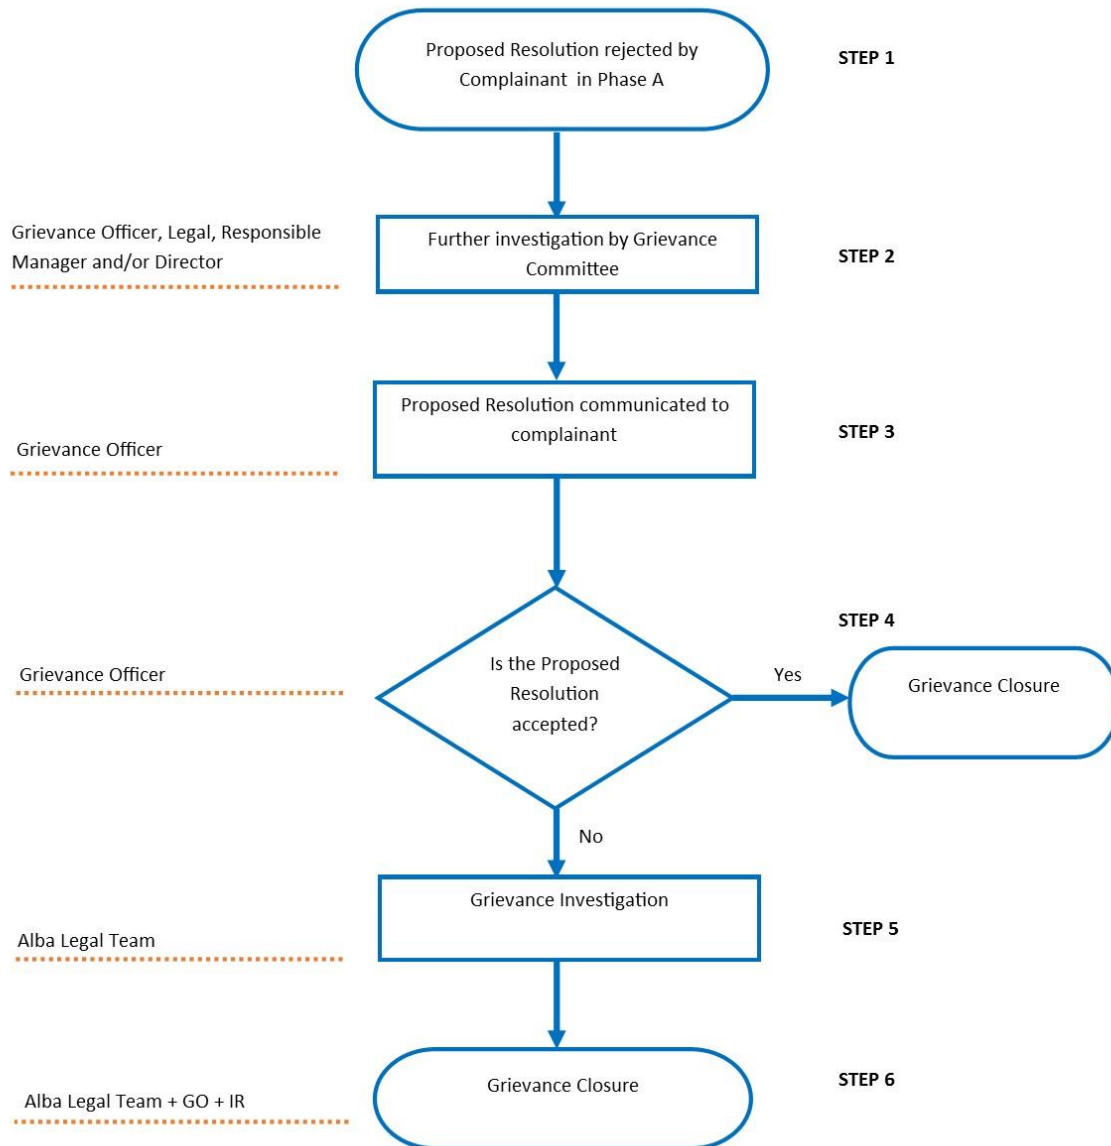 Proposed Resolution rejected by
Complainant in Phase A
STEP 1
Grievance Officer, Legal, Responsible
Manager and/or Director
Further investigation by Grievance
Committee
STEP 2
Proposed Resolution communicated to
complainant
STEP 3
Grievance Officer
STEP 4
Grievance Officer
Is the Proposed
Resolution
accepted?
Yes
Grievance Closure
No
Grievance Investigation
STEP 5
Alba Legal Team
Grievance Closure
STEP 6
Alba Legal Team + GO + IR